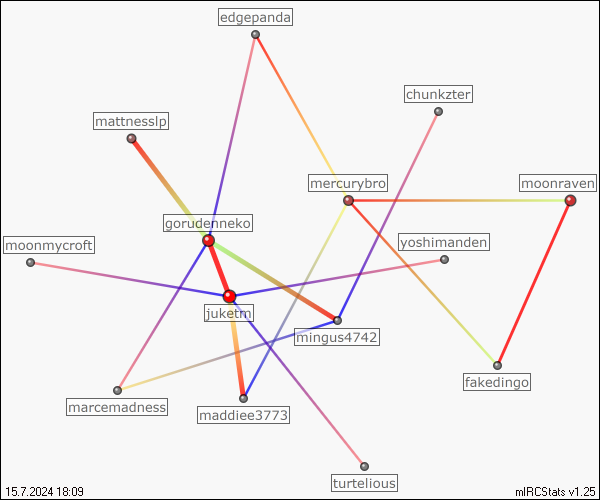 edgepanda
chunkzter
mattnesslp
mercurybro
moonraven
gorudenneko
moonmycroft
yoshimanden
juketm
mingus4742
fakedingo
marcemadness
maddiee3773
turtelious
15.7.2024 18:09
mIRCStats v1.25